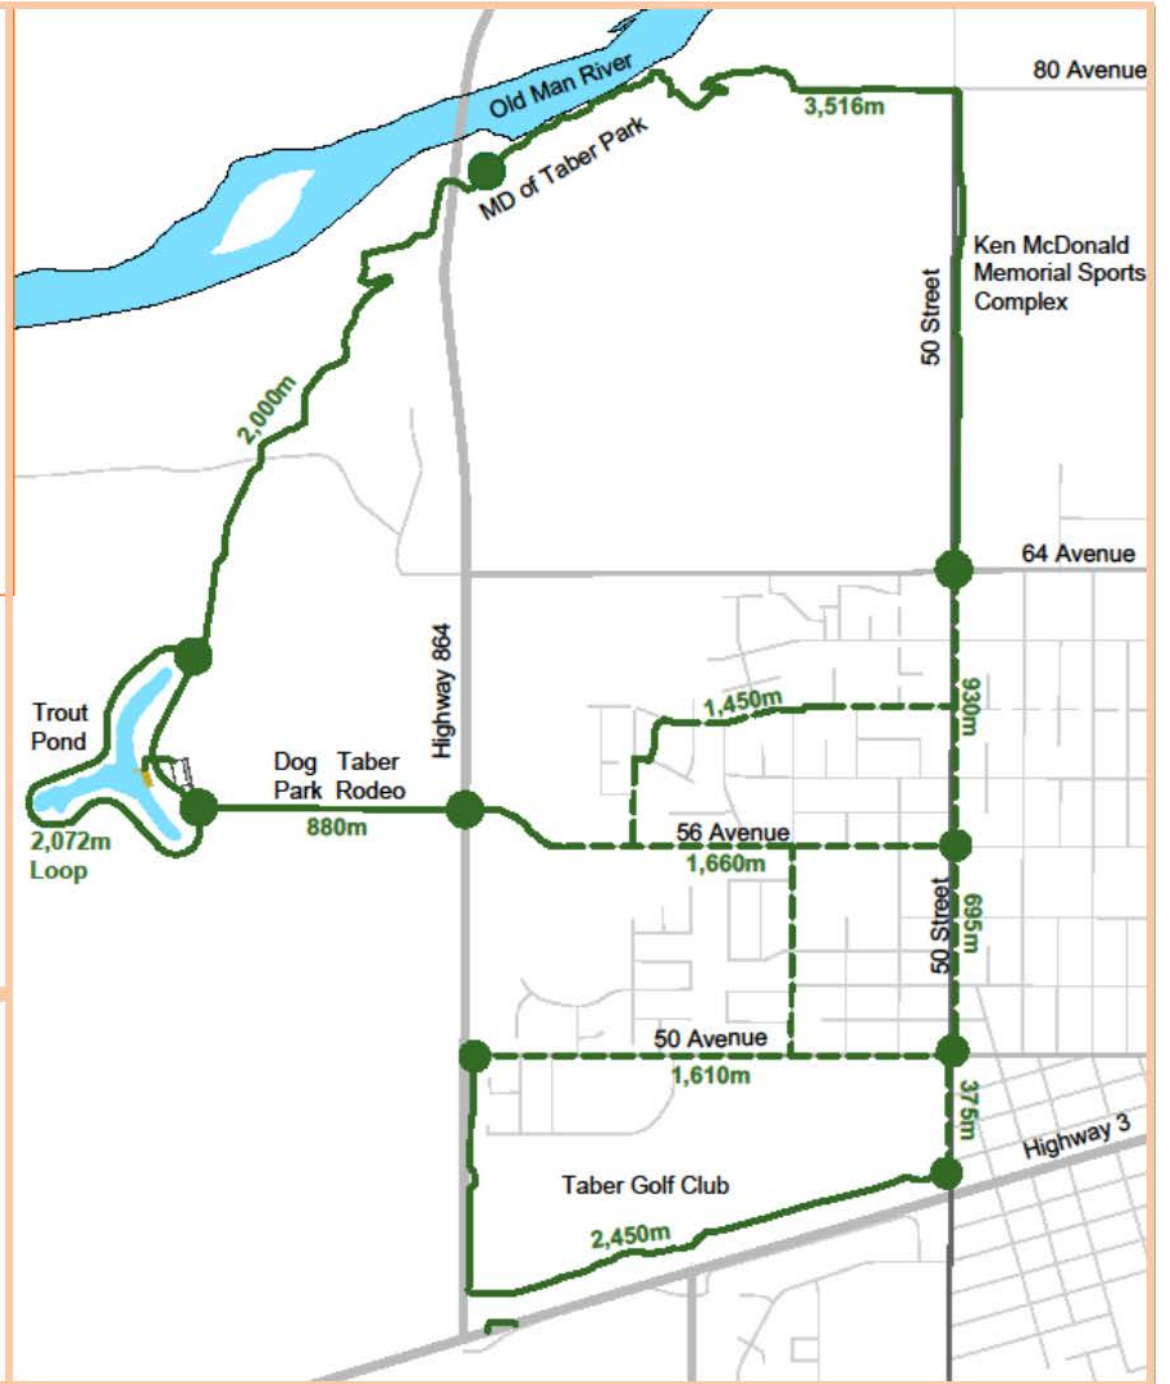 80 Avenue
Old Man River
3,516m
MD of Taber Park
Ken McDonald
Memorial Sports
Complex
50 Street
2,000m
64 Avenue
Highway 864
930m
1,450m
Trout
Pond
Dog Taber
Park Rodeo
880m
56 Avenue
1,660m
2,072m
Loop
50 Street
695m
50 Avenue
1,610m
375m
Highway 3
Taber Golf Club
2,450m